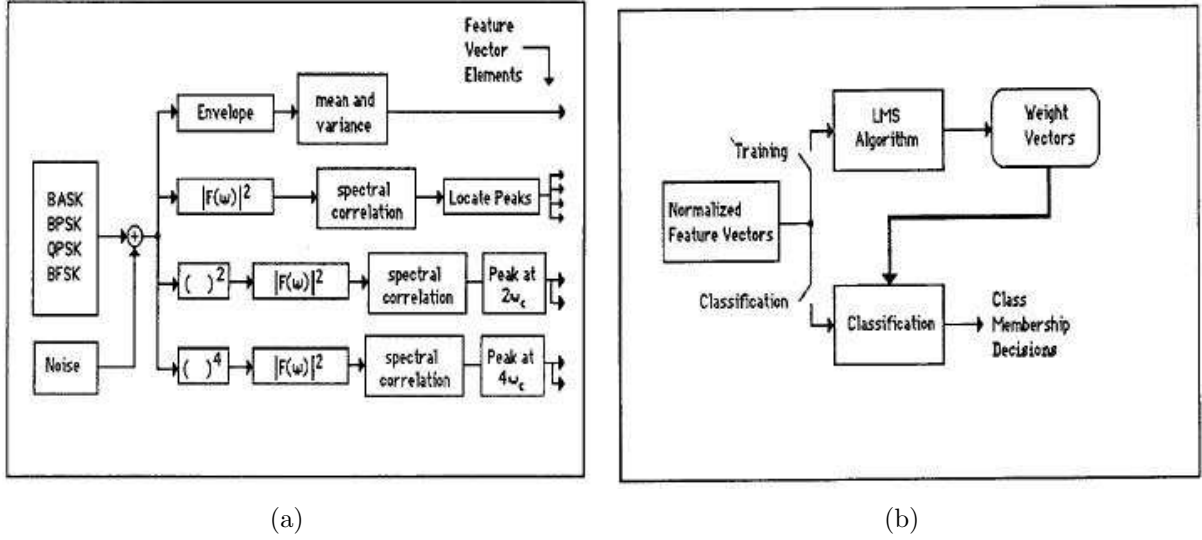 Feature
Vector
Elements
Envelope
mean and
variance
BASK
BPSK
QPSK
BFSK
+
|F(ω)|²
spectral
correlation
Locate Peaks
( )²
|F(ω)|²
spectral
correlation
Peak at
2ω_c
Noise
( )⁴
|F(ω)|²
spectral
correlation
Peak at
4ω_c
(a)
Training
LMS
Algorithm
Weight
Vectors
Normalized
Feature Vectors
Classification
Classification
Class
Membership
Decisions
(b)